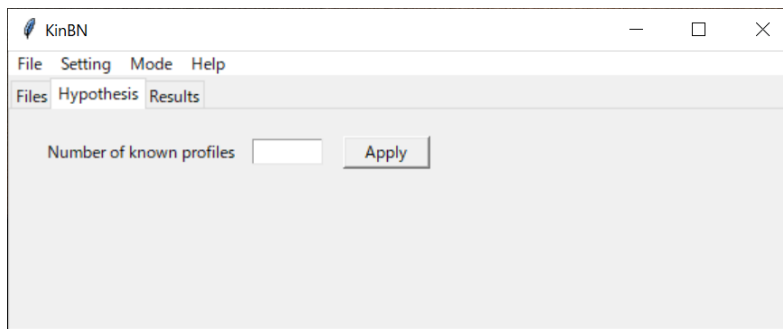 KinBN
File Setting Mode Help
Files Hypothesis Results
Number of known profiles Apply